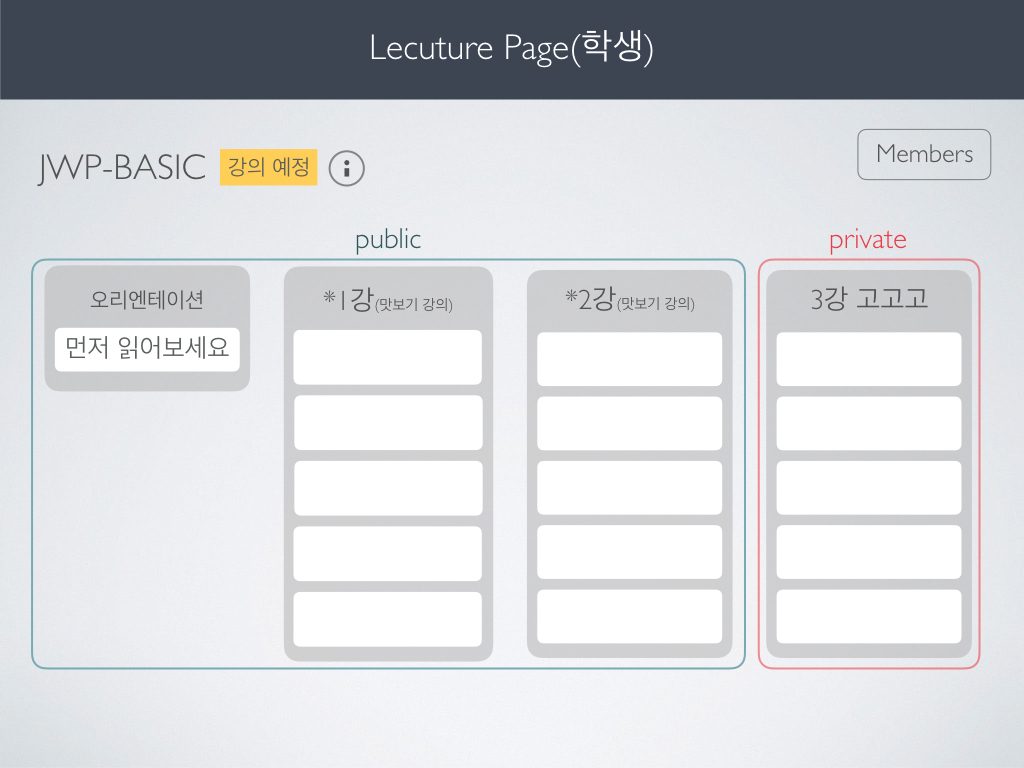 Lecuture Page(학생)
JWP-BASIC 강의 예정
Members
public
private
오리엔테이션
먼저 읽어보세요
*1강(맛보기 강의)
*2강(맛보기 강의)
3강 고고고